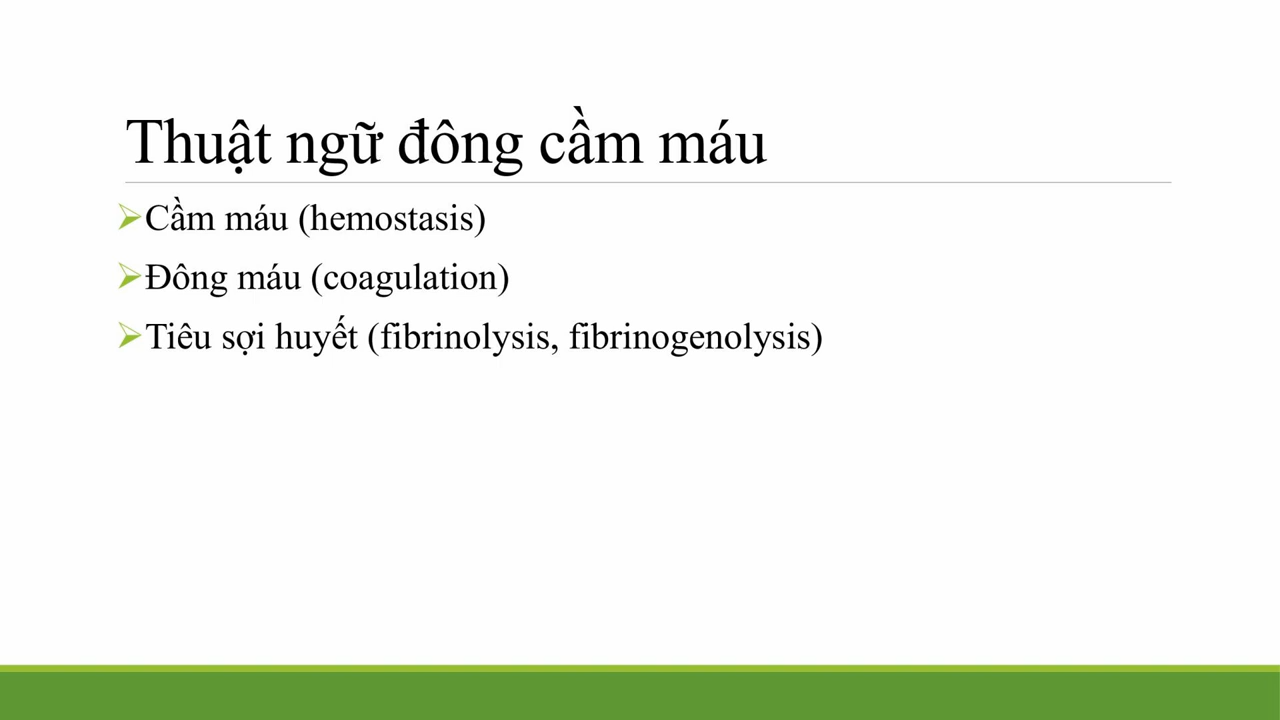 Thuật ngữ đông cầm máu
Cầm máu (hemostasis)
Đông máu (coagulation)
Tiêu sợi huyết (fibrinolysis, fibrinogenolysis)